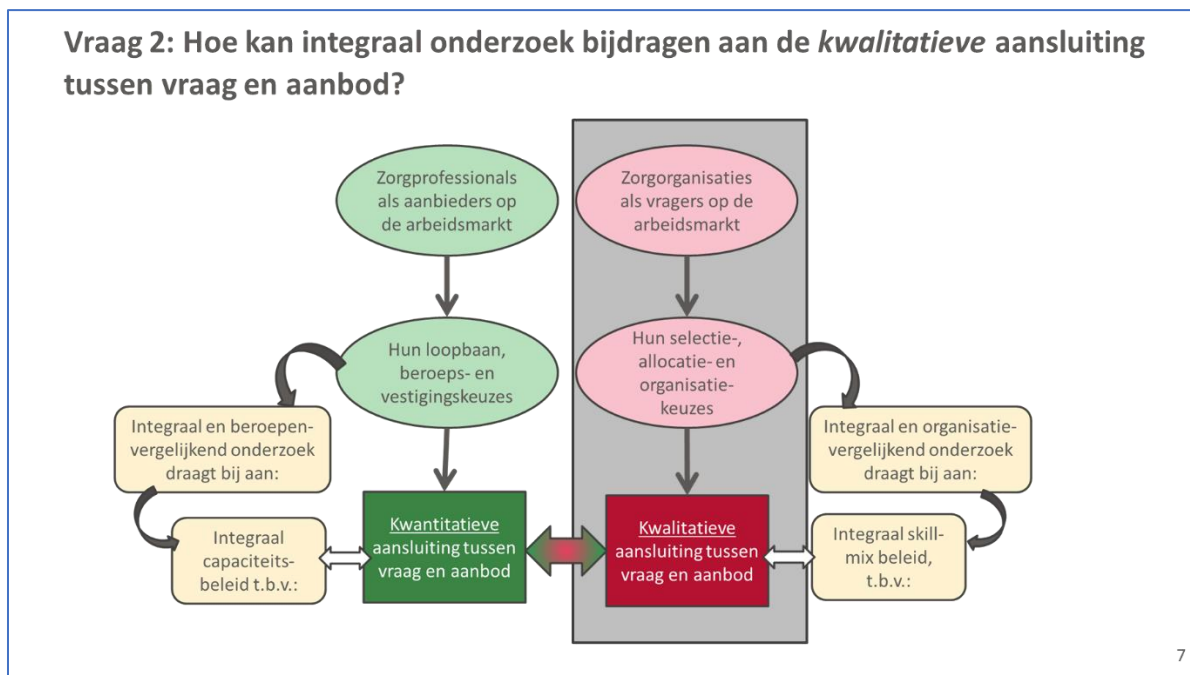 Vraag 2: Hoe kan integraal onderzoek bijdragen aan de kwalitatieve aansluiting
tussen vraag en aanbod?
Zorgprofessionals
als aanbieders op
de arbeidsmarkt
Zorgorganisaties
als vragers op de
arbeidsmarkt
Hun loopbaan,
beroeps- en
vestigingskeuzes
Hun selectie-,
allocatie- en
organisatie-
keuzes
Integraal en beroepen-
vergelijkend onderzoek
draagt bij aan:
Integraal en organisatie-
vergelijkend onderzoek
draagt bij aan:
Integraal
capaciteits-
beleid t.b.v.:
Kwantitatieve
aansluiting tussen
vraag en aanbod
Kwalitatieve
aansluiting tussen
vraag en aanbod
Integraal skill-
mix beleid,
t.b.v.:
7